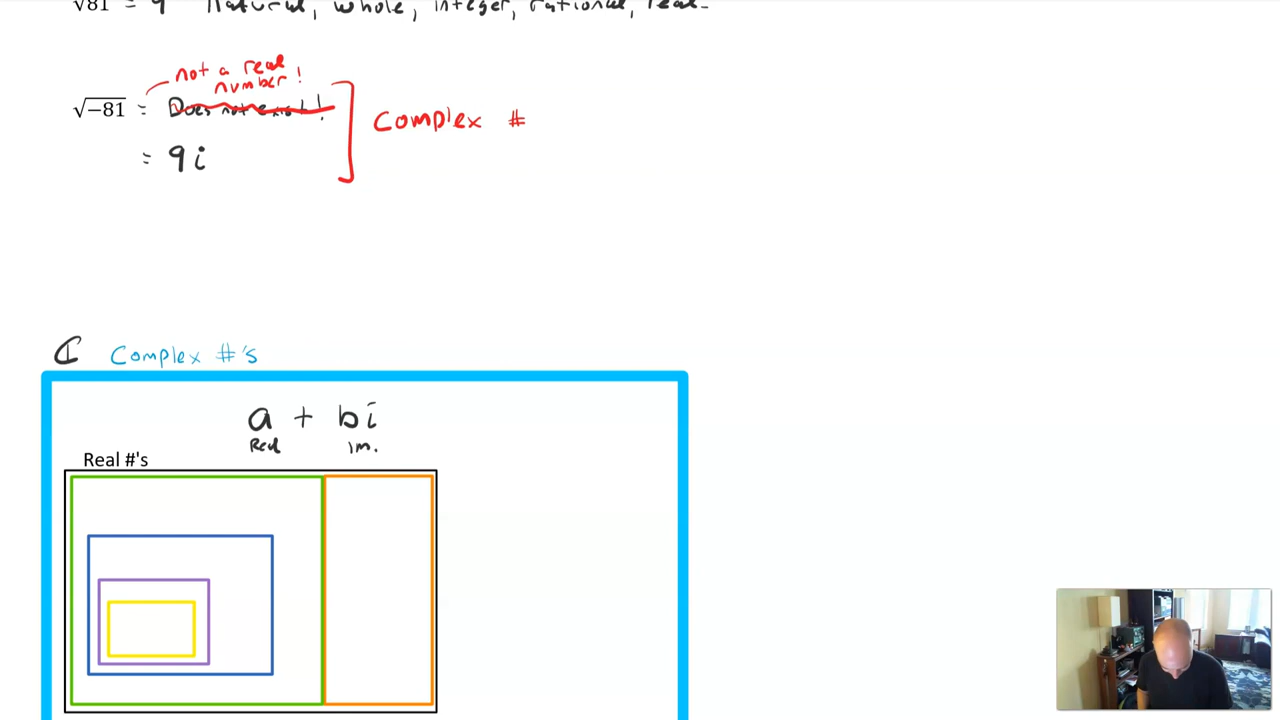 √81 = 9 Natural, whole, integer, rational, real.
not a real
number!
√−81 = Does not exist!
Complex #
= 9i
ℂ Complex #'s
a + bi
Real im.
Real #'s